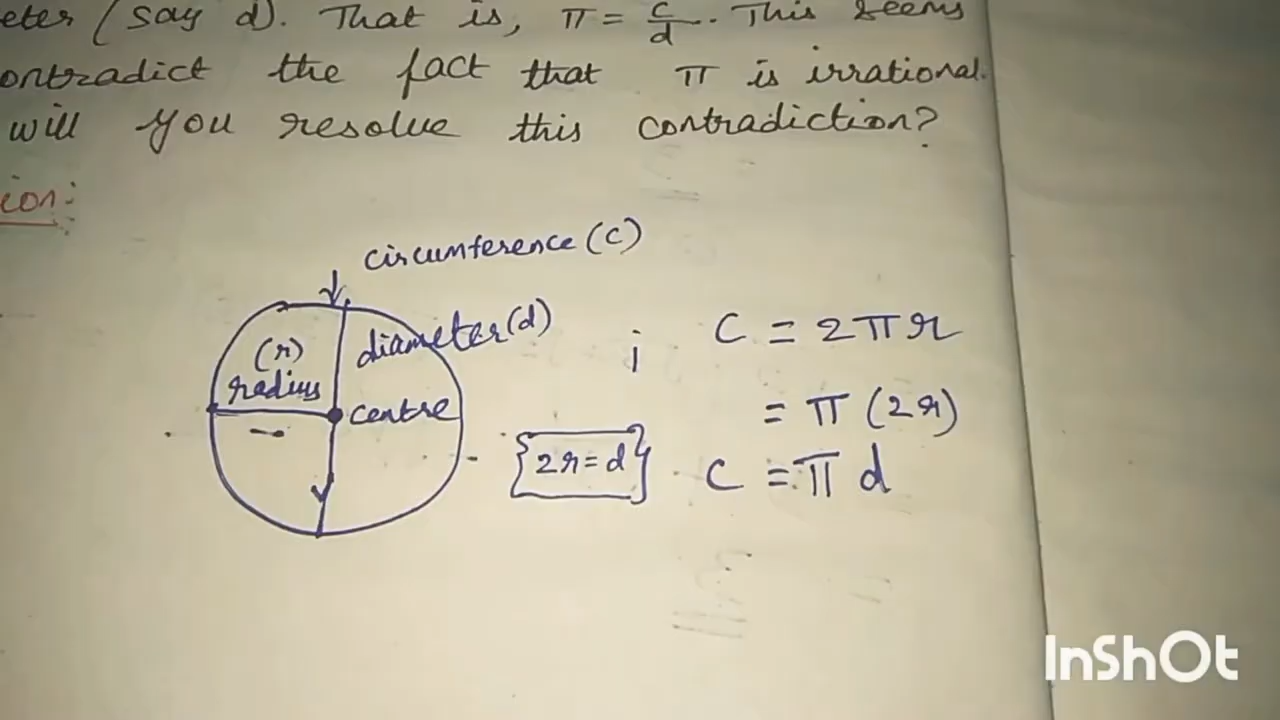 eter (say d). That is, π = c/d. This seems
ontradict the fact that π is irrational.
will you resolve this contradiction?
ion:
circumference (c)
diameter (d)
(r)
radius
centre
{2r=d}
; C = 2πr
= π (2r)
C = π d
InShOt